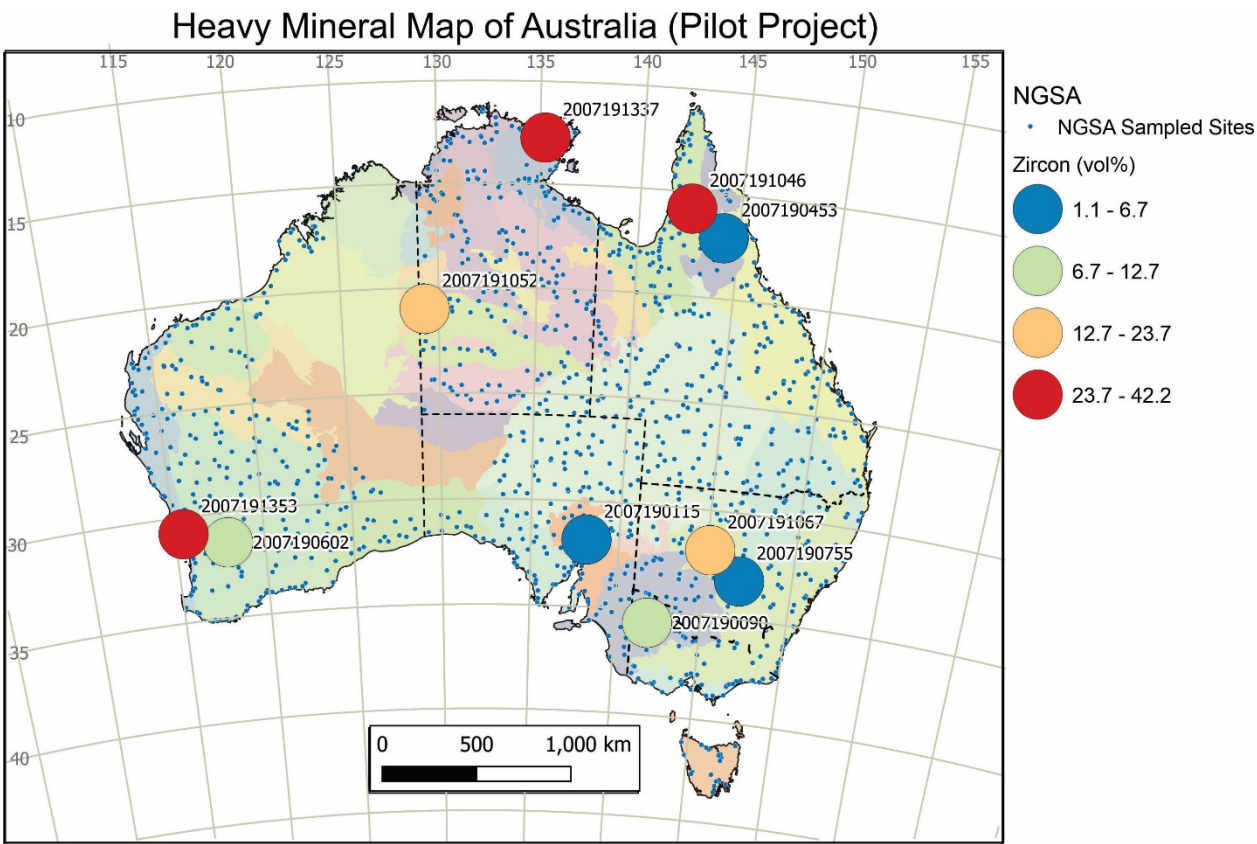 Heavy Mineral Map of Australia (Pilot Project)
115 120 125 130 135 140 145 150 155
10
15
20
25
30
35
40
2007191337
2007191046
2007190453
2007191052
2007191353
2007190602
2007190115
2007191067
2007190755
2007190090
0 500 1,000 km
NGSA
NGSA Sampled Sites
Zircon (vol%)
1.1 - 6.7
6.7 - 12.7
12.7 - 23.7
23.7 - 42.2